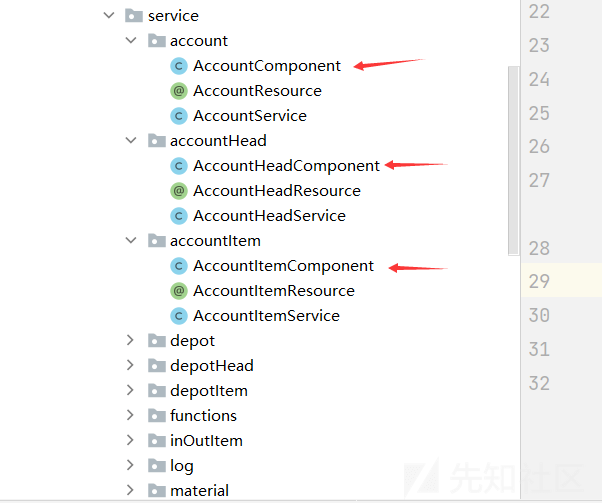 service
account
AccountComponent
AccountResource
AccountService
accountHead
AccountHeadComponent
AccountHeadResource
AccountHeadService
accountItem
AccountItemComponent
AccountItemResource
AccountItemService
depot
depotHead
depotItem
functions
inOutItem
log
material
22
23
24
25
26
27
28
29
30
31
32
先知社区